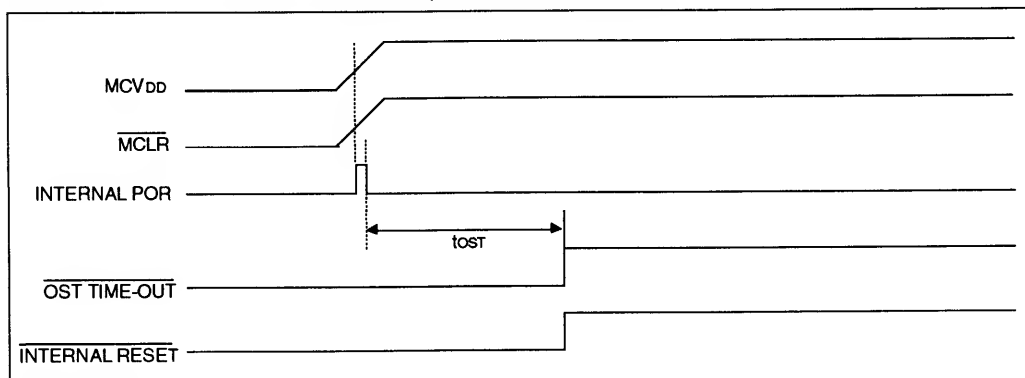 MCVDD
MCLR
INTERNAL POR
tOST
OST TIME-OUT
INTERNAL RESET